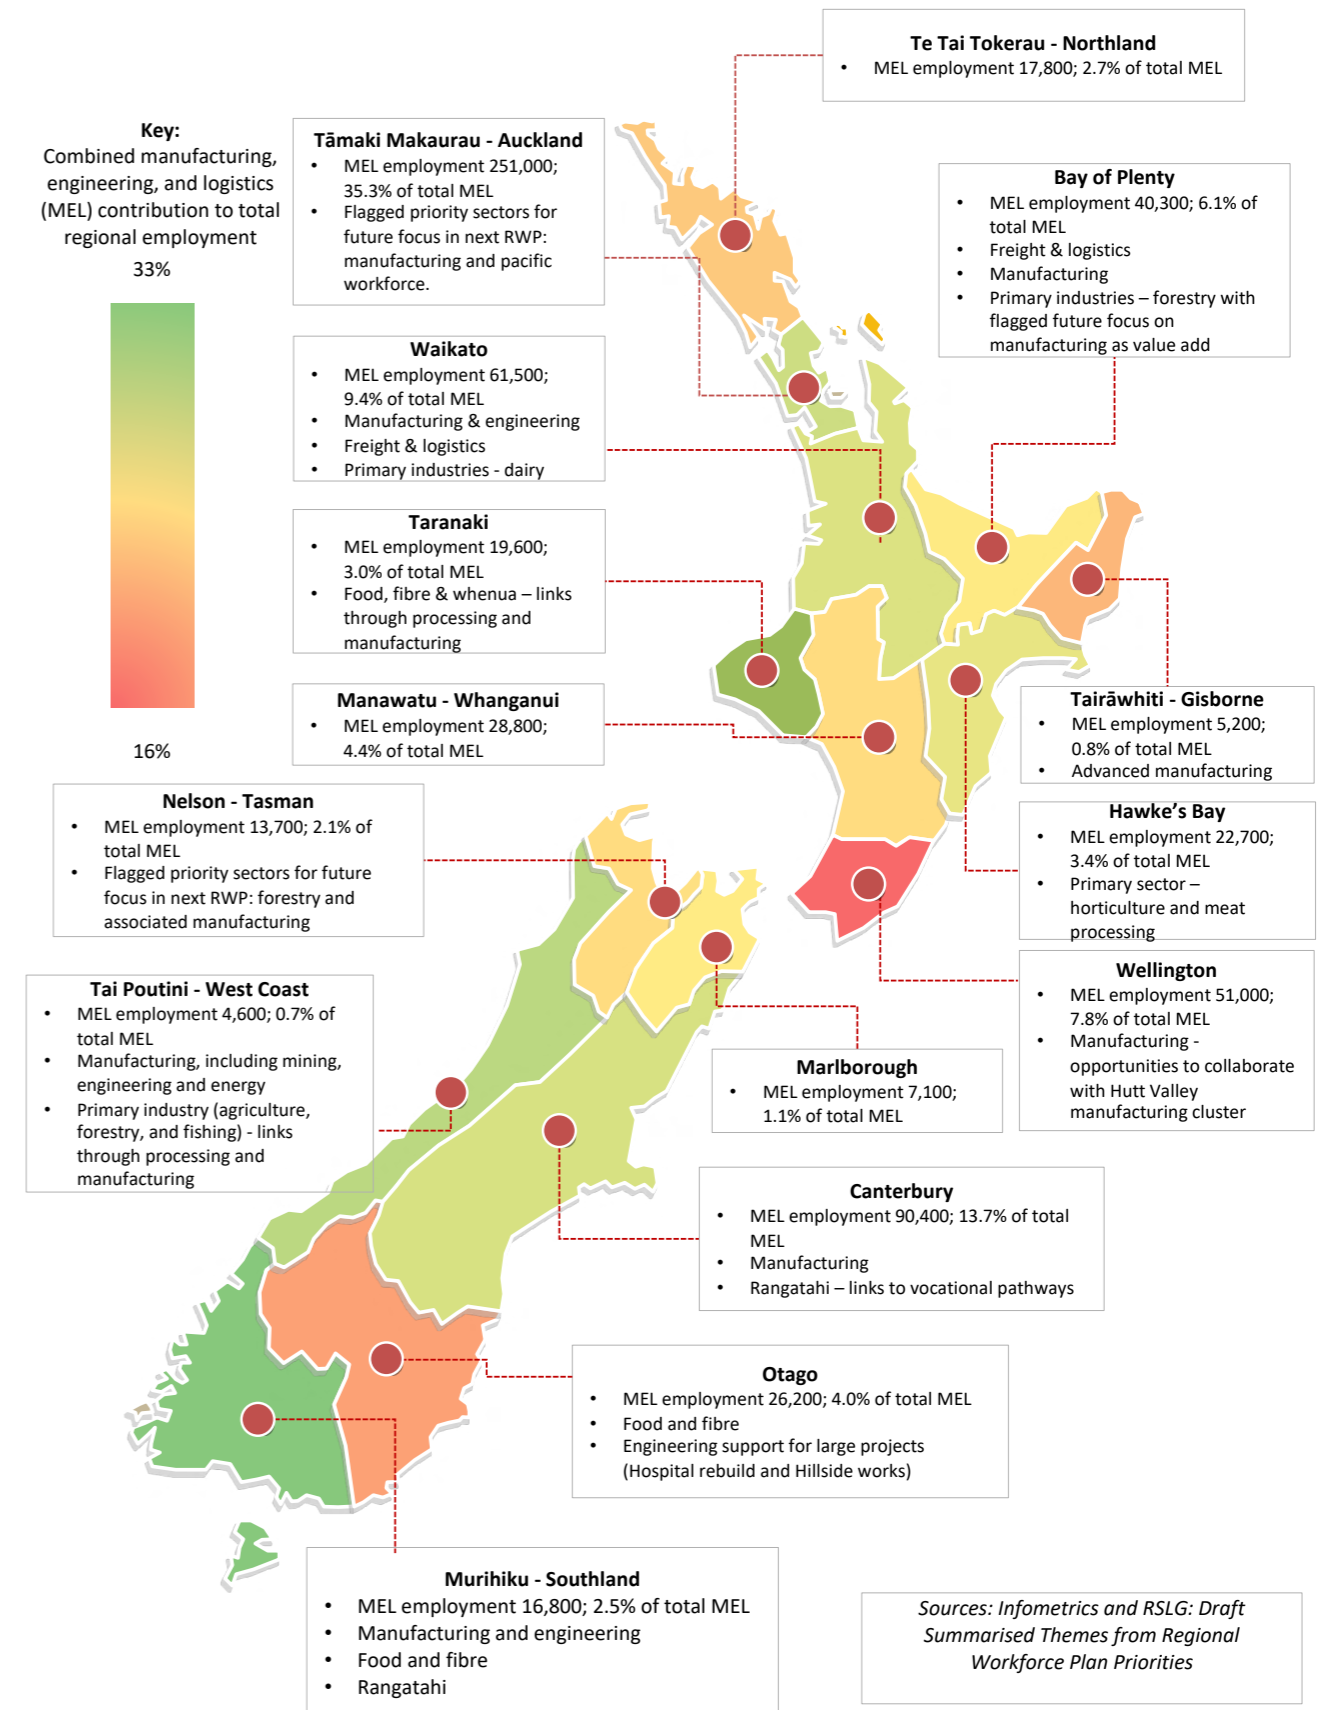 Te Tai Tokerau - Northland
• MEL employment 17,800; 2.7% of total MEL
Key:
Combined manufacturing,
engineering, and logistics
(MEL) contribution to total
regional employment
33%
16%
Tāmaki Makaurau - Auckland
• MEL employment 251,000;
35.3% of total MEL
• Flagged priority sectors for
future focus in next RWP:
manufacturing and pacific
workforce.
Bay of Plenty
• MEL employment 40,300; 6.1% of
total MEL
• Freight & logistics
• Manufacturing
• Primary industries – forestry with
flagged future focus on
manufacturing as value add
Waikato
• MEL employment 61,500;
9.4% of total MEL
• Manufacturing & engineering
• Freight & logistics
• Primary industries - dairy
Taranaki
• MEL employment 19,600;
3.0% of total MEL
• Food, fibre & whenua – links
through processing and
manufacturing
Manawatu - Whanganui
• MEL employment 28,800;
4.4% of total MEL
Tairāwhiti - Gisborne
• MEL employment 5,200;
0.8% of total MEL
• Advanced manufacturing
Nelson - Tasman
• MEL employment 13,700; 2.1% of
total MEL
• Flagged priority sectors for future
focus in next RWP: forestry and
associated manufacturing
Hawke's Bay
• MEL employment 22,700;
3.4% of total MEL
• Primary sector –
horticulture and meat
processing
Wellington
• MEL employment 51,000;
7.8% of total MEL
• Manufacturing -
opportunities to collaborate
with Hutt Valley
manufacturing cluster
Tai Poutini - West Coast
• MEL employment 4,600; 0.7% of
total MEL
• Manufacturing, including mining,
engineering and energy
• Primary industry (agriculture,
forestry, and fishing) - links
through processing and
manufacturing
Marlborough
• MEL employment 7,100;
1.1% of total MEL
Canterbury
• MEL employment 90,400; 13.7% of total
MEL
• Manufacturing
• Rangatahi – links to vocational pathways
Otago
• MEL employment 26,200; 4.0% of total MEL
• Food and fibre
• Engineering support for large projects
(Hospital rebuild and Hillside works)
Murihiku - Southland
• MEL employment 16,800; 2.5% of total MEL
• Manufacturing and engineering
• Food and fibre
• Rangatahi
Sources: Infometrics and RSLG: Draft
Summarised Themes from Regional
Workforce Plan Priorities